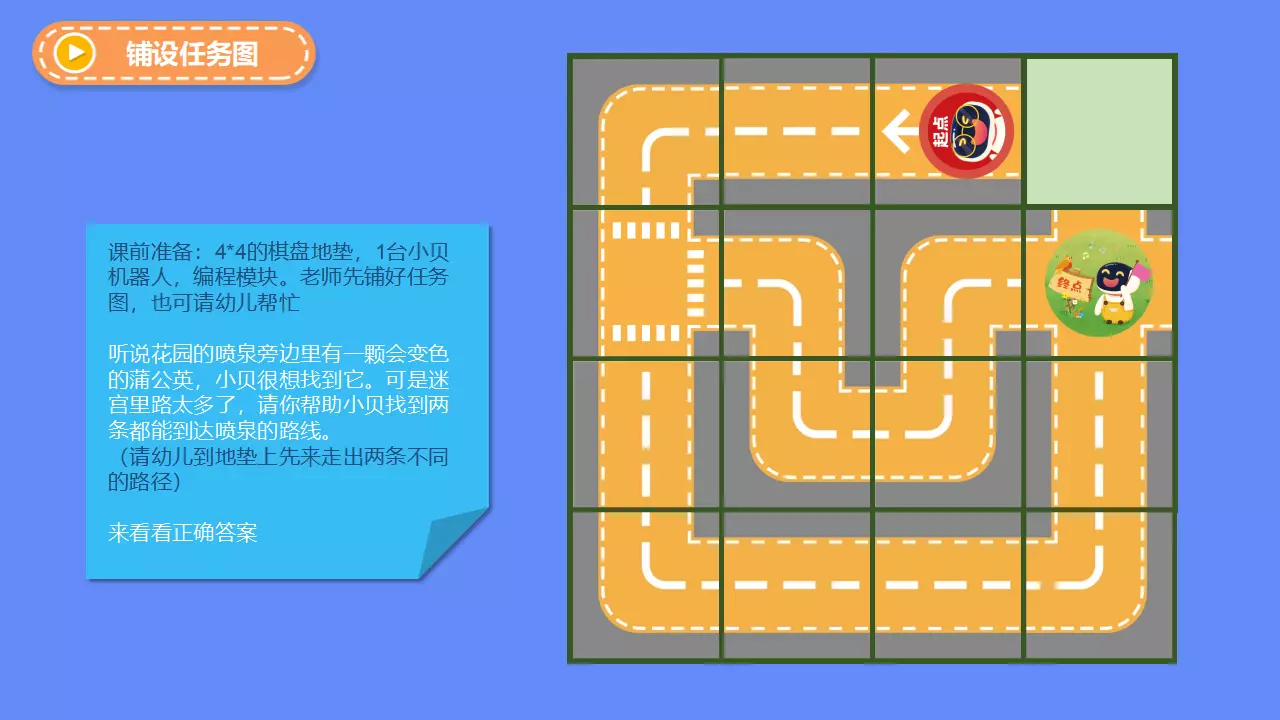 铺设任务图
起点
终点
课前准备：4*4的棋盘地垫，1台小贝
机器人，编程模块。老师先铺好任务
图，也可请幼儿帮忙
听说花园的喷泉旁边里有一颗会变色
的蒲公英，小贝很想找到它。可是迷
宫里路太多了，请你帮助小贝找到两
条都能到达喷泉的路线。
（请幼儿到地垫上先来走出两条不同
的路径）
来看看正确答案